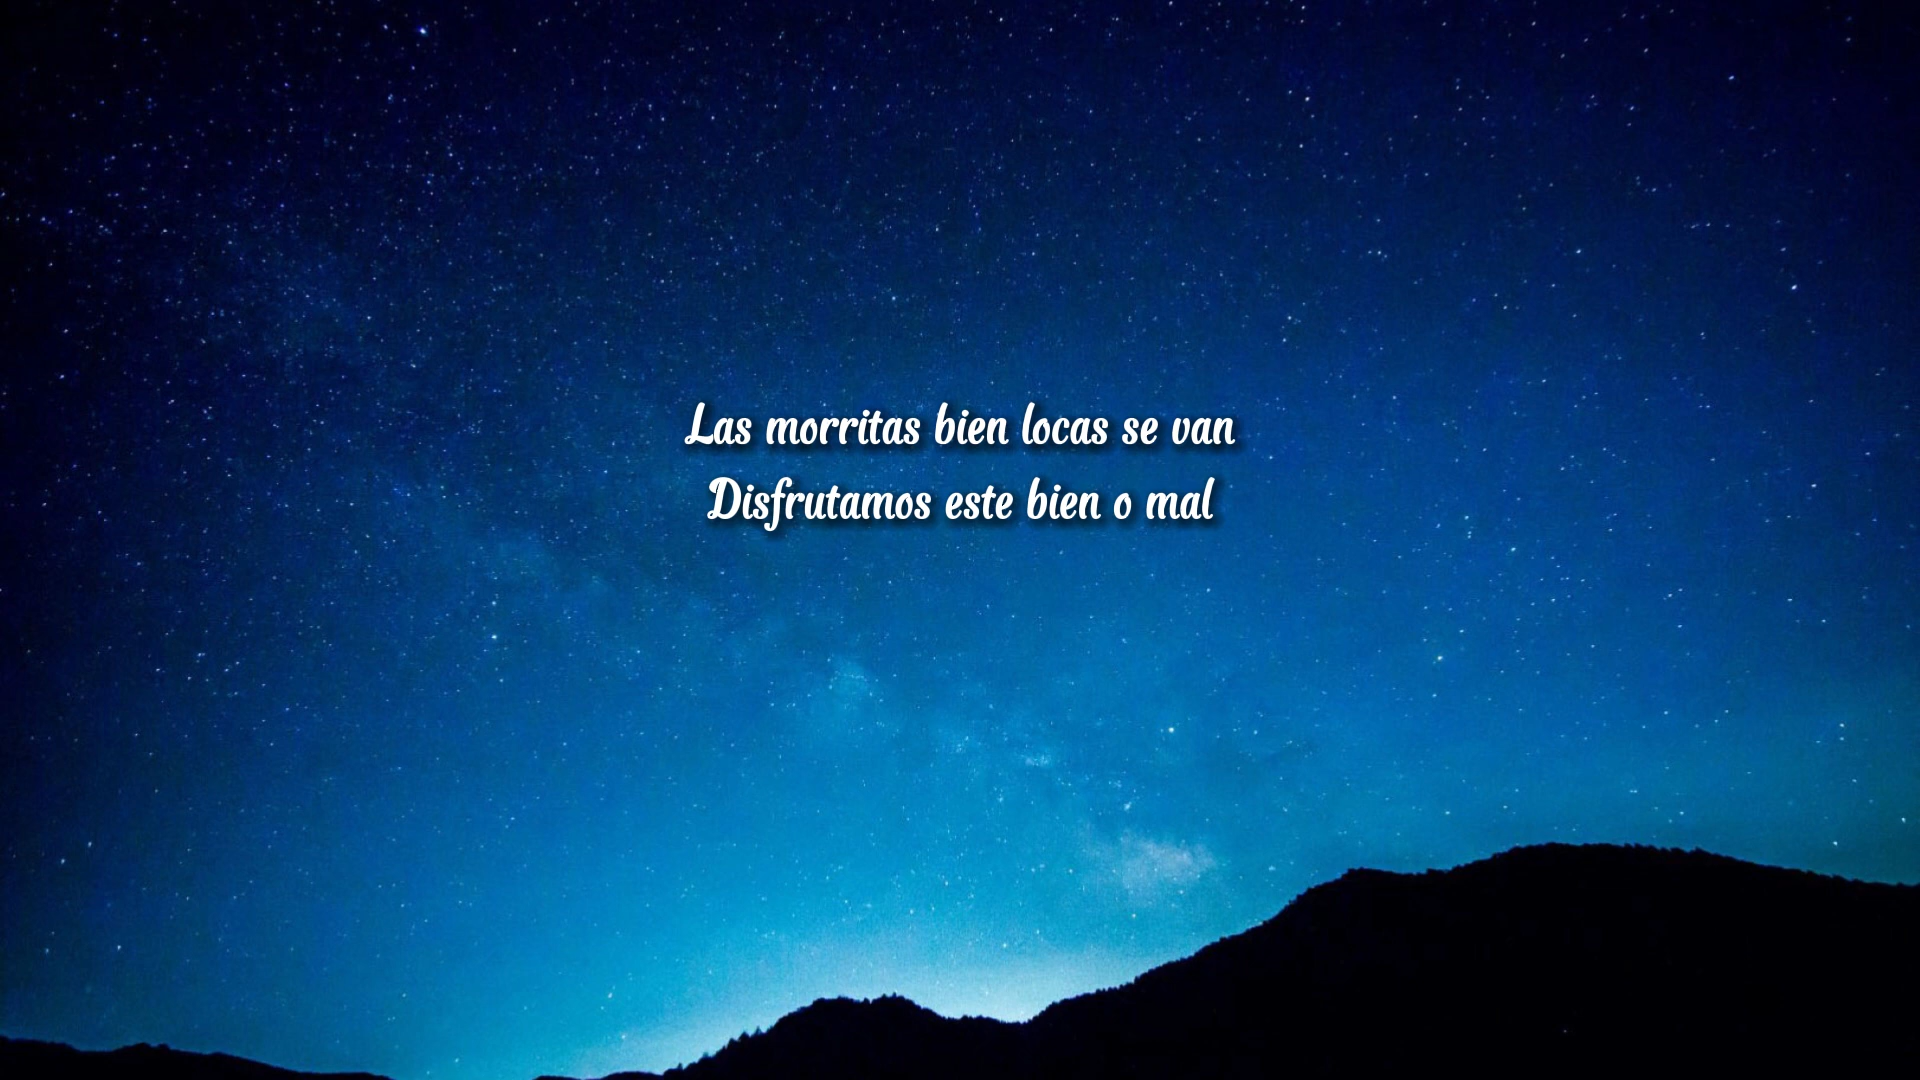 Las morritas bien locas se van
Disfrutamos este bien o mal